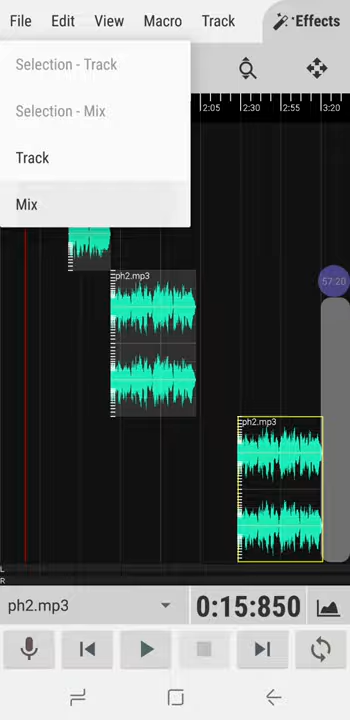 File Edit View Macro Track Effects
Selection - Track
Selection - Mix
Track
Mix
2:05 2:30 2:55 3:20
ph2.mp3
57:20
ph2.mp3
L
R
ph2.mp3 0:15:850